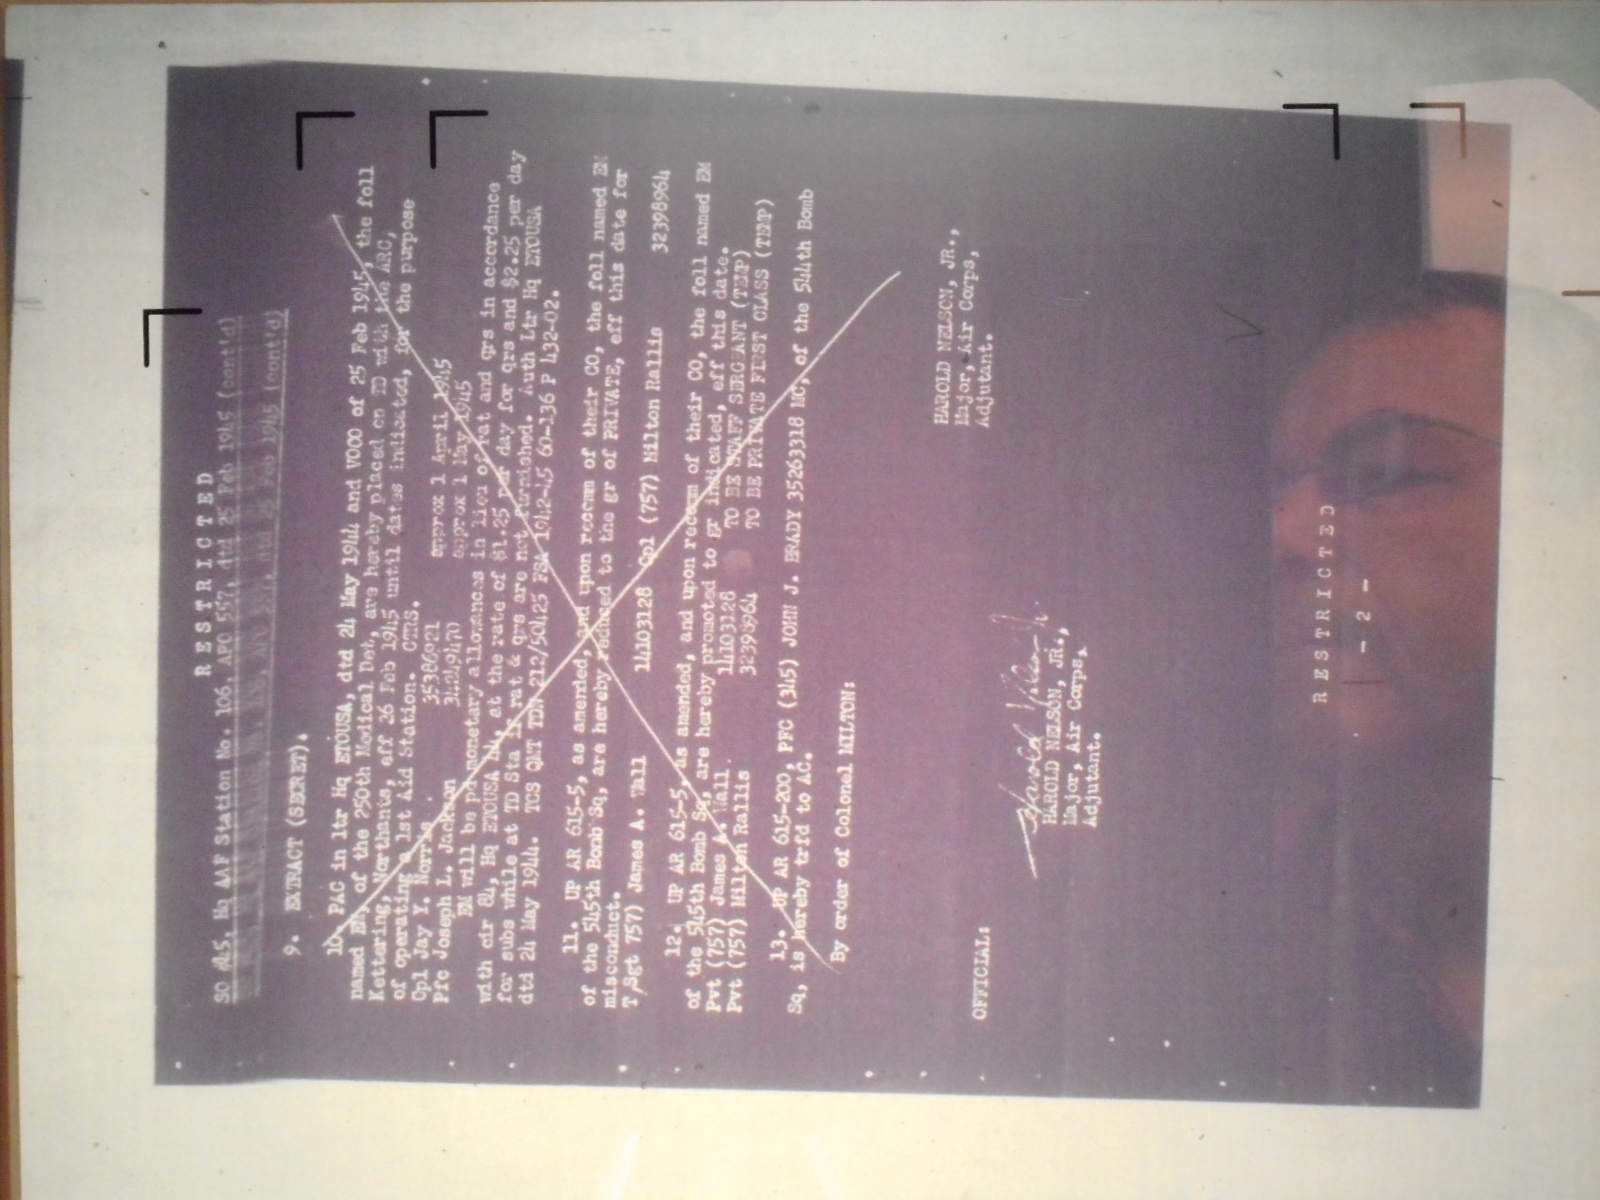 RESTRICTED
SO #45, Hq AAF Station No. 106, APO 557, dtd 25 Feb 1945 (cont'd)
9. EXTRACT (SECRET).
10. PAC in ltr Hq ETOUSA, dtd 24 May 1944 and VOCO of 25 Feb 1945, the foll
named EM, of the 250th Medical Det, are hereby placed on TD with the ARC,
Kettering, Northants, eff 26 Feb 1945 until dates indicated, for the purpose
of operating a 1st Aid Station. CTRS.
Cpl Jay Y. Norris 35386921 approx 1 April 1945
Pfc Joseph L. Jackson approx 1 May 1945
EM will be pd monetary allowances in lieu of rat and qrs in accordance
with cir 84, Hq ETOUSA 44, at the rate of $1.25 per day for qrs and $2.25 per day
for subs while at TD Sta if rat & qrs are not furnished. Auth Ltr Hq ETOUSA
dtd 24 May 1944. TCS QMT TDN 212/50425 FSA 1942-45 60-136 P 432-02.
11. UP AR 615-5, as amended, and upon recomm of their CO, the foll named EM
of the 545th Bomb Sq, are hereby reduced to the gr of PRIVATE, eff this date for
misconduct.
T/Sgt 757) James A. Wall 14103128 Cpl (757) Milton Rallis 32398964
12. UP AR 615-5, as amended, and upon recomm of their CO, the foll named EM
of the 545th Bomb Sq, are hereby promoted to gr indicated, eff this date.
Pvt (757) James A. Wall 14103128 TO BE STAFF SERGEANT (TEMP)
Pvt (757) Milton Rallis 32398964 TO BE PRIVATE FIRST CLASS (TEMP)
13. UP AR 615-200, PFC (345) JOHN J. BRADY 35263318 MC, of the 544th Bomb
Sq, is hereby trfd to AC.
By order of Colonel MILTON:
HAROLD NELSON, JR.,
Major, Air Corps,
Adjutant.
OFFICIAL:
Harold Nelson Jr.
HAROLD NELSON, JR.,
Major, Air Corps,
Adjutant.
RESTRICTED
- 2 -